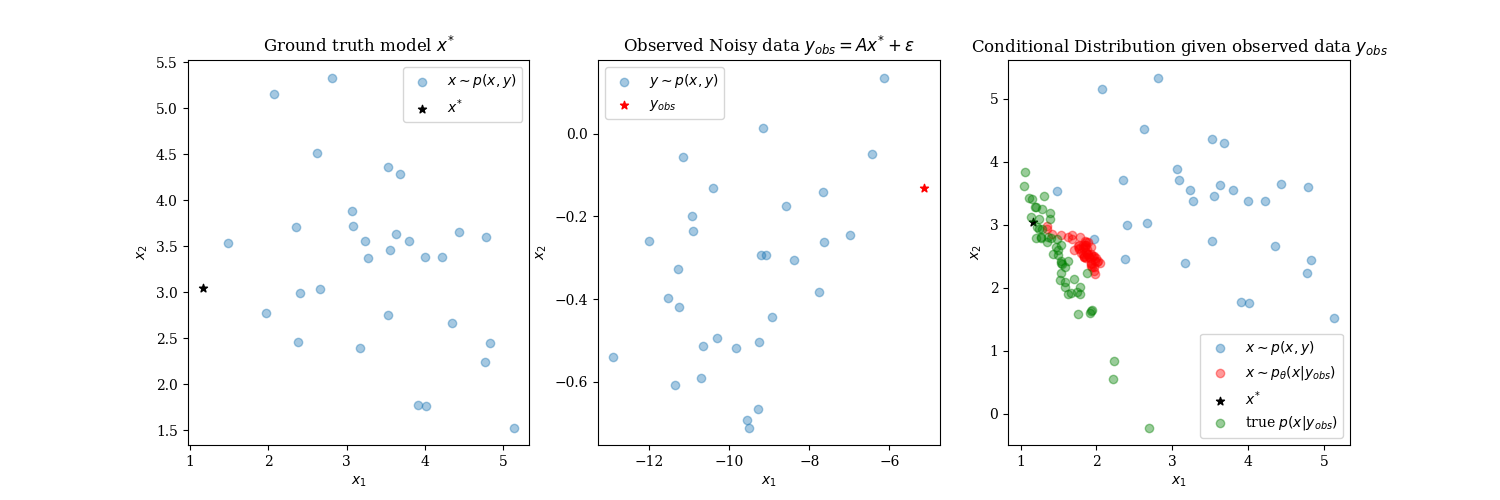 Ground truth model x*
5.5
5.0
4.5
4.0
3.5
3.0
2.5
2.0
1.5
x₂
1
2
3
4
5
x₁
x ~ p(x, y)
x*
Observed Noisy data y_obs = Ax* + ε
0.0
−0.2
−0.4
−0.6
x₂
−12
−10
−8
−6
x₁
y ~ p(x, y)
y_obs
Conditional Distribution given observed data y_obs
5
4
3
2
1
0
x₂
1
2
3
4
5
x₁
x ~ p(x, y)
x ~ p_θ(x|y_obs)
x*
true p(x|y_obs)